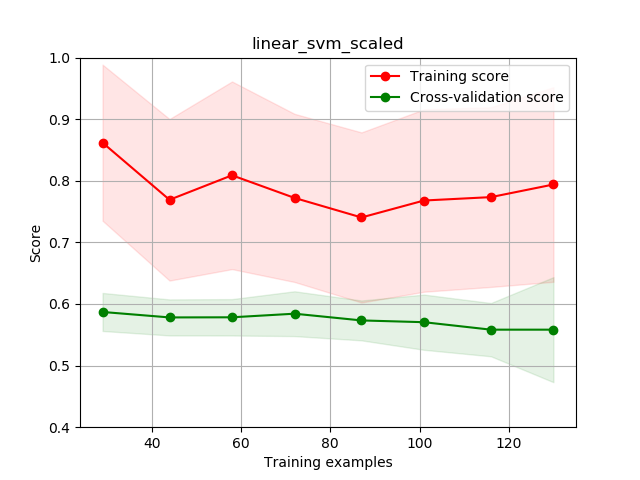 linear_svm_scaled
Training score
Cross-validation score
1.0
0.9
0.8
0.7
0.6
0.5
0.4
Score
40 60 80 100 120
Training examples